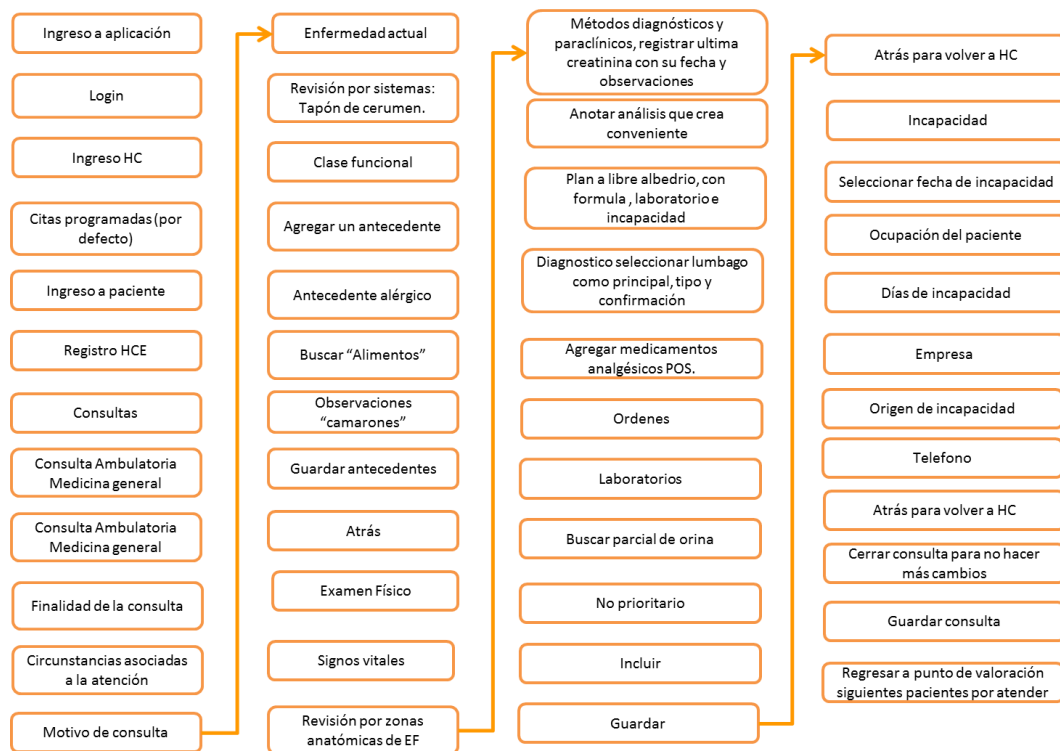 Ingreso a aplicación
Login
Ingreso HC
Citas programadas (por
defecto)
Ingreso a paciente
Registro HCE
Consultas
Consulta Ambulatoria
Medicina general
Consulta Ambulatoria
Medicina general
Finalidad de la consulta
Circunstancias asociadas
a la atención
Motivo de consulta
Enfermedad actual
Revisión por sistemas:
Tapón de cerumen.
Clase funcional
Agregar un antecedente
Antecedente alérgico
Buscar “Alimentos”
Observaciones
“camarones”
Guardar antecedentes
Atrás
Examen Físico
Signos vitales
Revisión por zonas
anatómicas de EF
Métodos diagnósticos y
paraclínicos, registrar ultima
creatinina con su fecha y
observaciones
Anotar análisis que crea
conveniente
Plan a libre albedrio, con
formula , laboratorio e
incapacidad
Diagnostico seleccionar lumbago
como principal, tipo y
confirmación
Agregar medicamentos
analgésicos POS.
Ordenes
Laboratorios
Buscar parcial de orina
No prioritario
Incluir
Guardar
Atrás para volver a HC
Incapacidad
Seleccionar fecha de incapacidad
Ocupación del paciente
Días de incapacidad
Empresa
Origen de incapacidad
Telefono
Atrás para volver a HC
Cerrar consulta para no hacer
más cambios
Guardar consulta
Regresar a punto de valoración
siguientes pacientes por atender